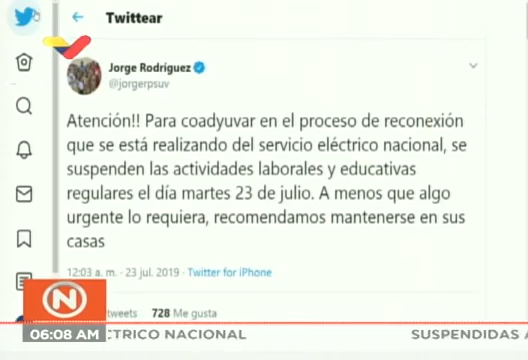 Twittear
Jorge Rodríguez
@jorgerpsuv
Atención!! Para coadyuvar en el proceso de reconexión
que se está realizando del servicio eléctrico nacional, se
suspenden las actividades laborales y educativas
regulares el día martes 23 de julio. A menos que algo
urgente lo requiera, recomendamos mantenerse en sus
casas
12:03 a. m. · 23 jul. 2019 · Twitter for iPhone
tweets 728 Me gusta
N
06:08 AM CTRICO NACIONAL SUSPENDIDAS A